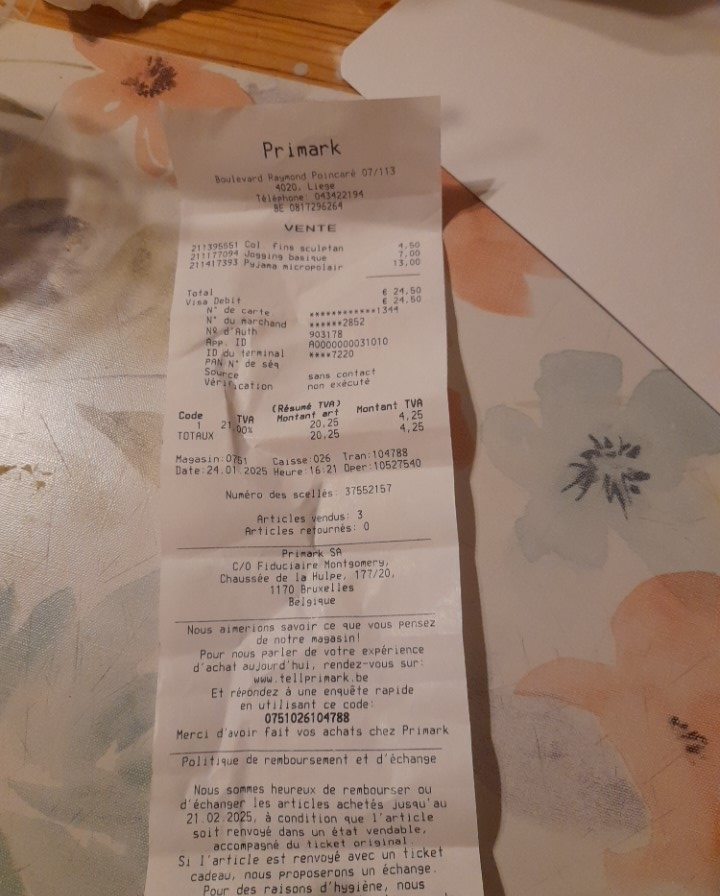 Primark
Boulevard Raymond Poincaré 07/113
4020, Liege
Téléphone: 043422194
BE 0817296264
VENTE
211395551 Col. fins sculptan 4,50
211177094 Jogging basique 7,00
211417393 Pyjama micropolair 13,00
Total € 24,50
Visa Debit € 24,50
N° de carte ************1344
N° du marchand ******2852
NO. d'Auth 903178
App. ID A0000000031010
ID du terminal ****7220
PAN N° de séq
Source sans contact
Vérification non exécuté
(Résumé TVA)
Code TVA Montant art Montant TVA
1 21,00% 20,25 4,25
TOTAUX 20,25 4,25
Magasin:0751 Caisse:026 Tran:104788
Date:24.01.2025 Heure:16:21 Oper:10527540
Numéro des scellés: 37552157
Articles vendus: 3
Articles retournés: 0
Primark SA
C/O Fiduciaire Montgomery,
Chaussée de la Hulpe, 177/20,
1170 Bruxelles
Belgique
Nous aimerions savoir ce que vous pensez
de notre magasin!
Pour nous parler de votre expérience
d'achat aujourd'hui, rendez-vous sur:
www.tellprimark.be
Et répondez à une enquête rapide
en utilisant ce code:
0751026104788
Merci d'avoir fait vos achats chez Primark
Politique de remboursement et d'échange
Nous sommes heureux de rembourser ou
d'échanger les articles achetés jusqu'au
21.02.2025, à condition que l'article
soit renvoyé dans un état vendable,
accompagné du ticket original.
Si l'article est renvoyé avec un ticket
cadeau, nous proposerons un échange.
Pour des raisons d'hygiène, nous